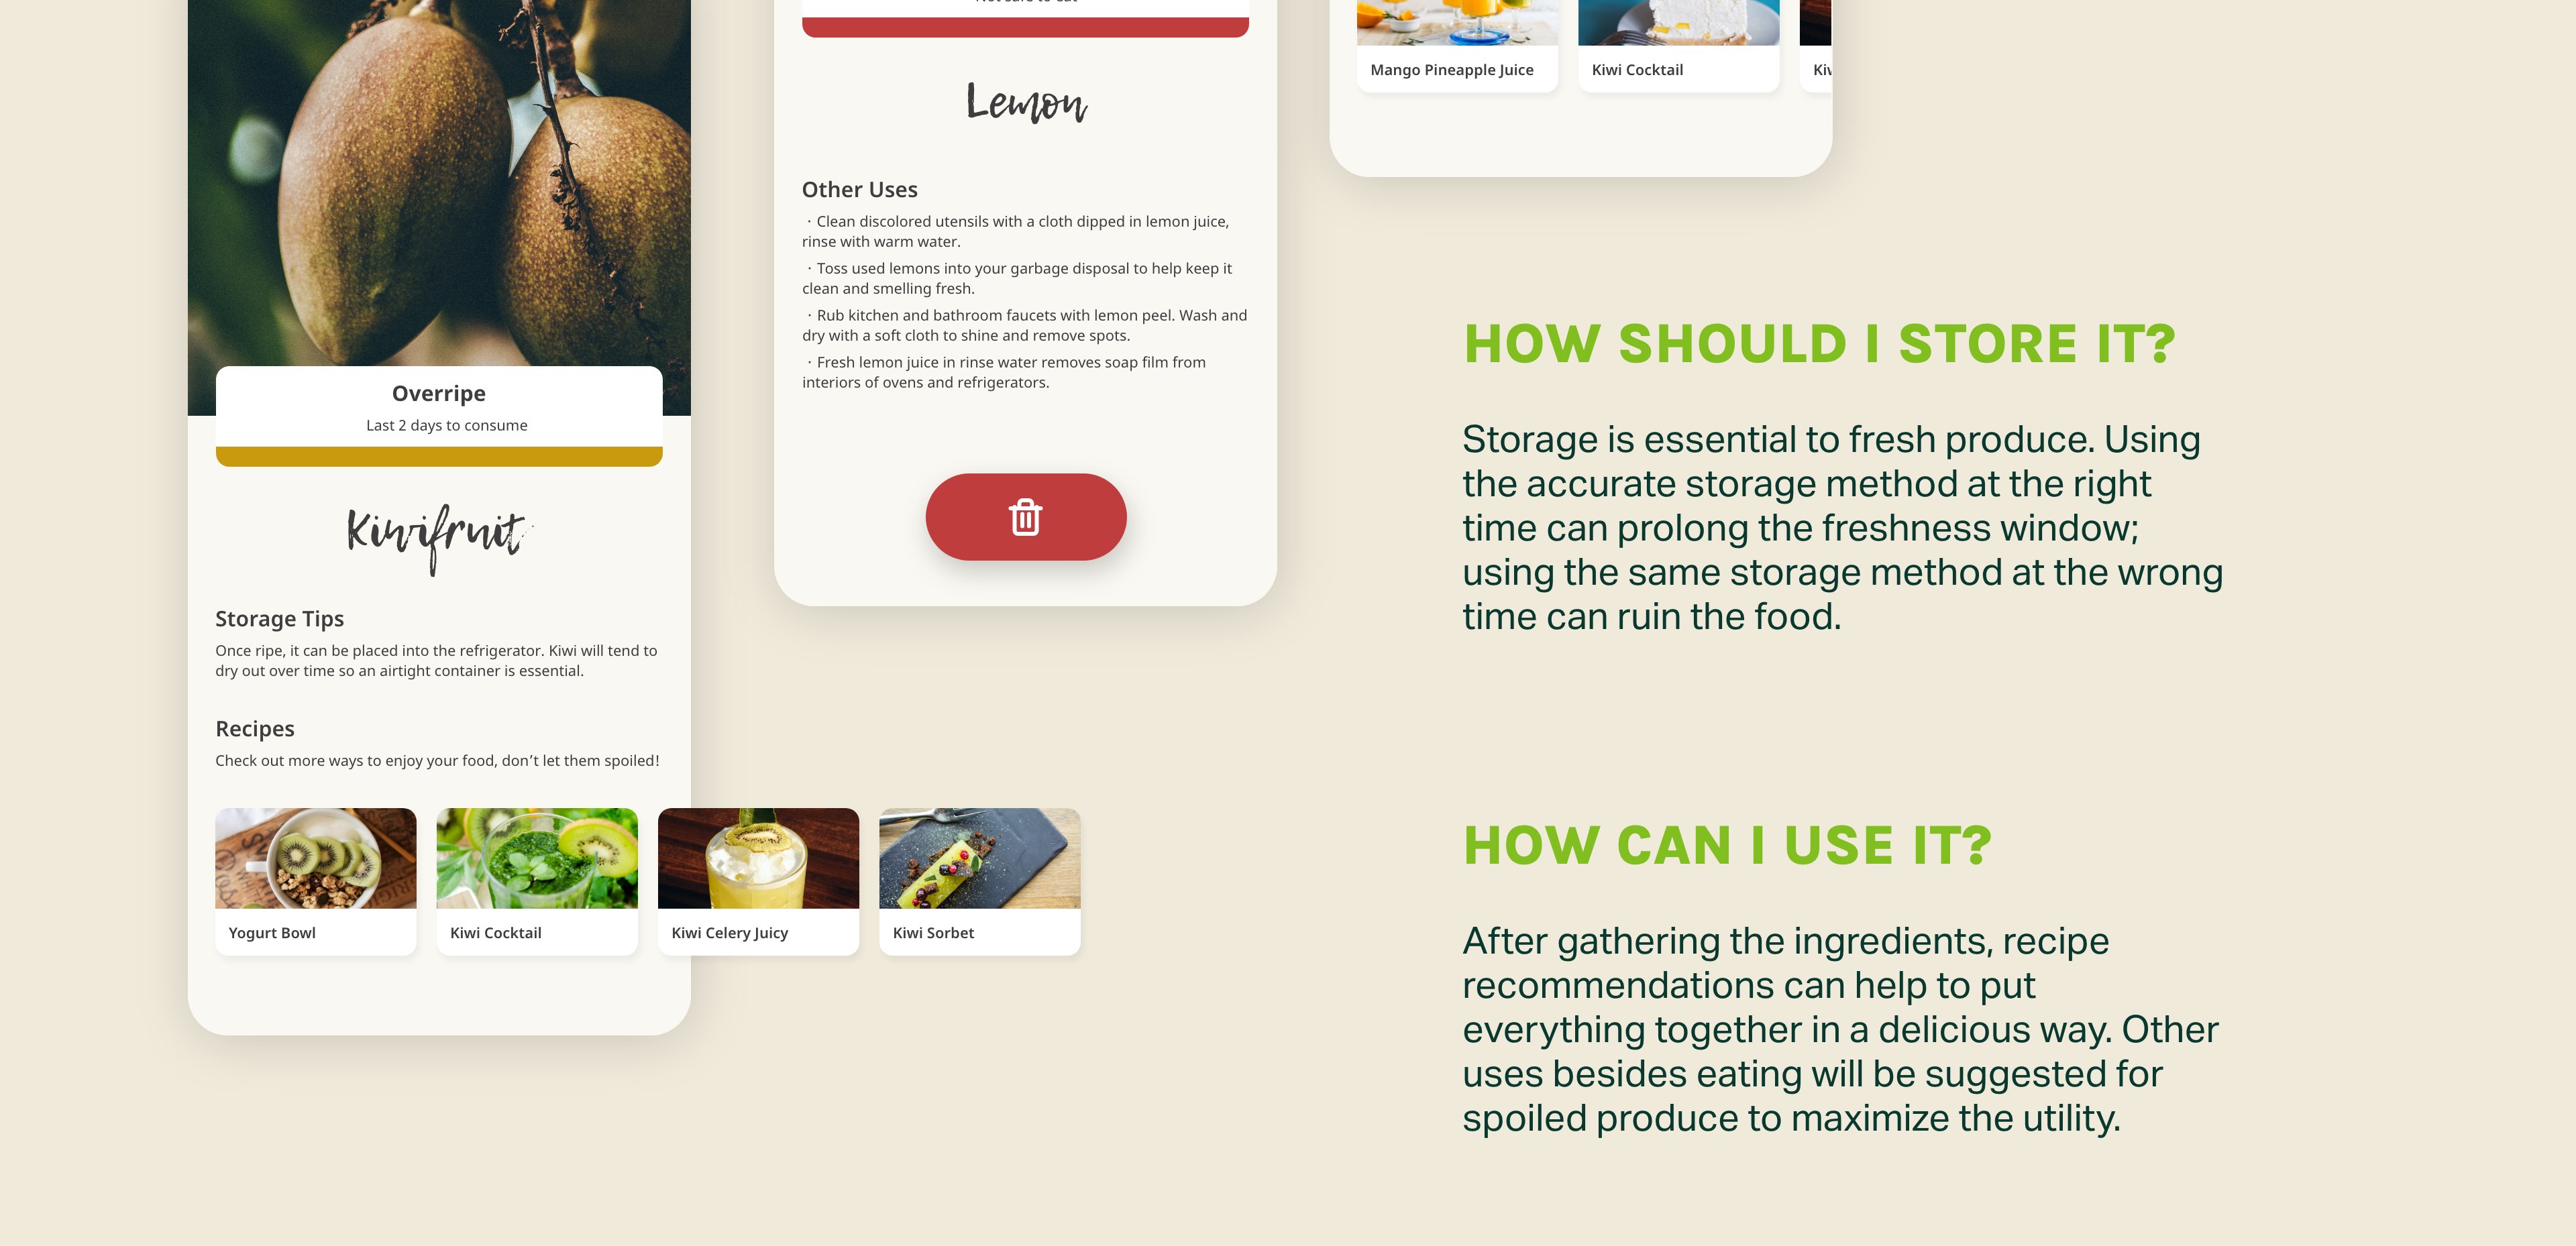 Overripe
Last 2 days to consume
Kiwifruit
Storage Tips
Once ripe, it can be placed into the refrigerator. Kiwi will tend to
dry out over time so an airtight container is essential.
Recipes
Check out more ways to enjoy your food, don’t let them spoiled!
Yogurt Bowl
Kiwi Cocktail
Kiwi Celery Juicy
Kiwi Sorbet
Lemon
Other Uses
· Clean discolored utensils with a cloth dipped in lemon juice,
rinse with warm water.
· Toss used lemons into your garbage disposal to help keep it
clean and smelling fresh.
· Rub kitchen and bathroom faucets with lemon peel. Wash and
dry with a soft cloth to shine and remove spots.
· Fresh lemon juice in rinse water removes soap film from
interiors of ovens and refrigerators.
Mango Pineapple Juice
Kiwi Cocktail
HOW SHOULD I STORE IT?
Storage is essential to fresh produce. Using
the accurate storage method at the right
time can prolong the freshness window;
using the same storage method at the wrong
time can ruin the food.
HOW CAN I USE IT?
After gathering the ingredients, recipe
recommendations can help to put
everything together in a delicious way. Other
uses besides eating will be suggested for
spoiled produce to maximize the utility.